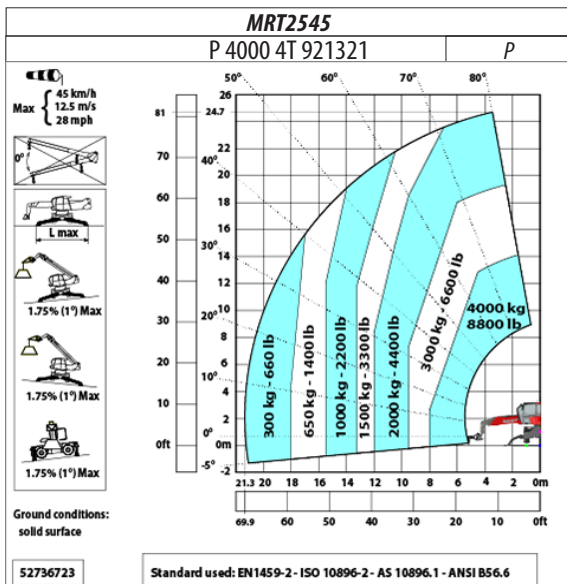 MRT2545
P 4000 4T 921321 P
Max 45 km/h
12.5 m/s
28 mph
0°
L max
1.75% (1°) Max
1.75% (1°) Max
1.75% (1°) Max
Ground conditions:
solid surface
52736723
50° 60° 70° 80°
40°
30°
20°
10°
0°
-5°
81
70
60
50
40
30
20
10
0ft
26
24.7
22
20
18
16
14
12
10
8
6
4
2
0m
-2
300 kg - 660 lb
650 kg - 1400 lb
1000 kg - 2200 lb
1500 kg - 3300 lb
2000 kg - 4400 lb
3000 kg - 6600 lb
4000 kg
8800 lb
21.3 20 18 16 14 12 10 8 6 4 2 0m
69.9 60 50 40 30 20 10 0ft
Standard used: EN1459-2 - ISO 10896-2 - AS 10896.1 - ANSI B56.6